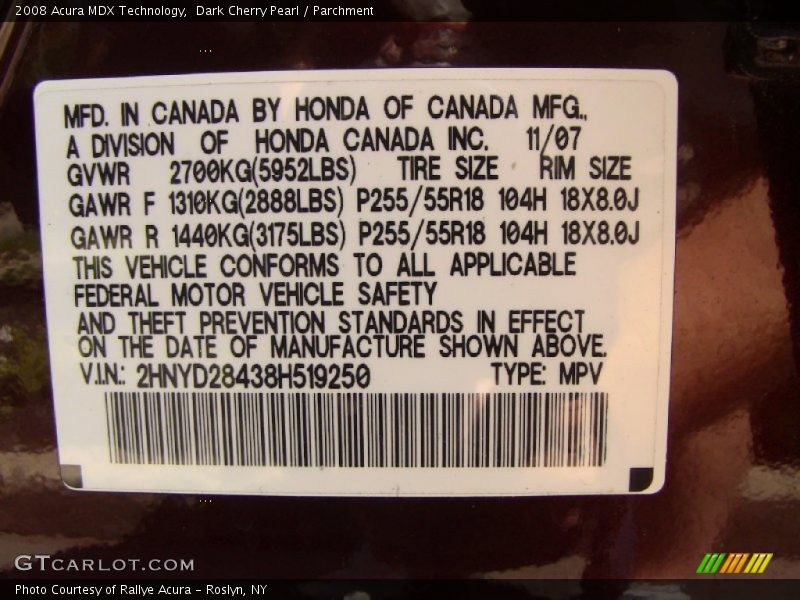 2008 Acura MDX Technology,  Dark Cherry Pearl / Parchment
MFD. IN CANADA BY HONDA OF CANADA MFG.,
A DIVISION OF HONDA CANADA INC. 11/07
GVWR 2700KG(5952LBS) TIRE SIZE RIM SIZE
GAWR F 1310KG(2888LBS) P255/55R18 104H 18X8.0J
GAWR R 1440KG(3175LBS) P255/55R18 104H 18X8.0J
THIS VEHICLE CONFORMS TO ALL APPLICABLE
FEDERAL MOTOR VEHICLE SAFETY
AND THEFT PREVENTION STANDARDS IN EFFECT
ON THE DATE OF MANUFACTURE SHOWN ABOVE.
V.I.N.: 2HNYD28438H519250 TYPE: MPV
GTCARLOT.COM
Photo Courtesy of Rallye Acura - Roslyn, NY